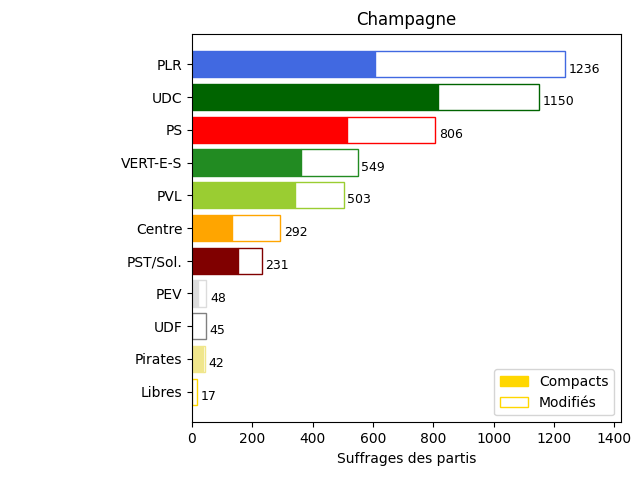 Champagne
PLR 1236
UDC 1150
PS 806
VERT-E-S 549
PVL 503
Centre 292
PST/Sol. 231
PEV 48
UDF 45
Pirates 42
Libres 17
Compacts
Modifiés
0 200 400 600 800 1000 1200 1400
Suffrages des partis